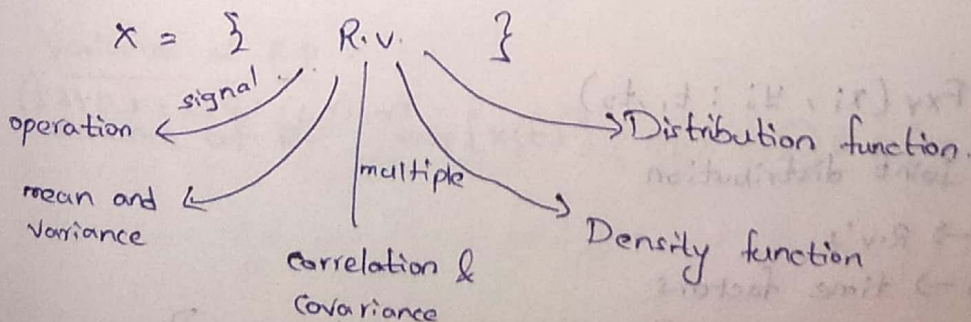 x = { R.v. }
signal
operation
Distribution function.
multiple
mean and
variance
Density function
correlation &
covariance